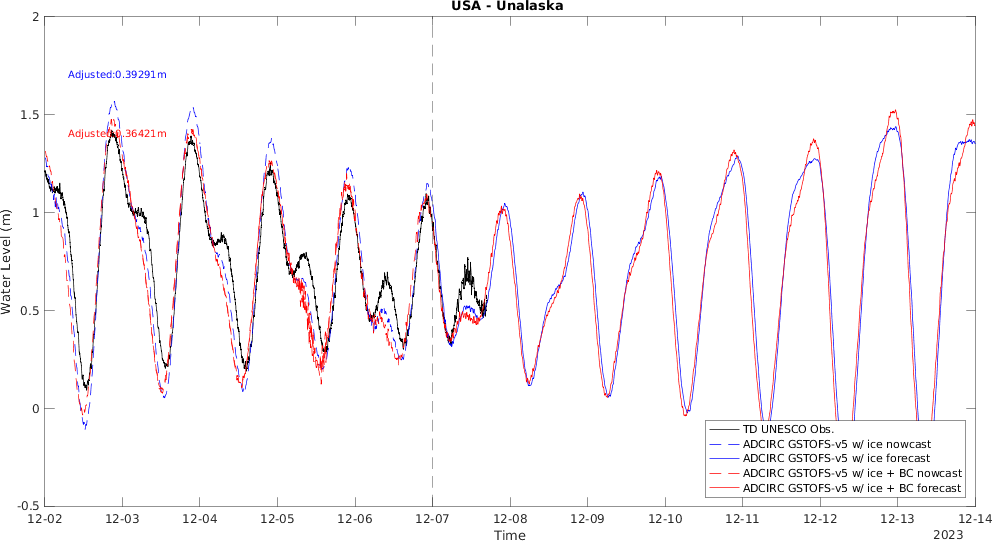 USA - Unalaska
Water Level (m)
2
1.5
1
0.5
0
-0.5
Adjusted:0.39291m
Adjusted:0.36421m
TD UNESCO Obs.
ADCIRC GSTOFS-v5 w/ ice nowcast
ADCIRC GSTOFS-v5 w/ ice forecast
ADCIRC GSTOFS-v5 w/ ice + BC nowcast
ADCIRC GSTOFS-v5 w/ ice + BC forecast
12-02 12-03 12-04 12-05 12-06 12-07 12-08 12-09 12-10 12-11 12-12 12-13 12-14
Time
2023